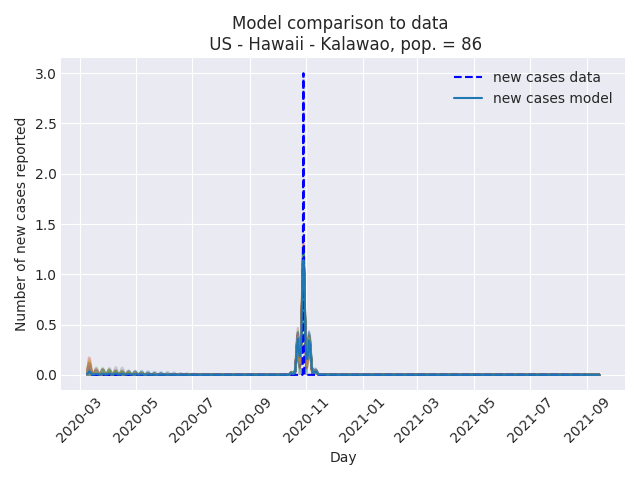 Model comparison to data
US - Hawaii - Kalawao, pop. = 86
new cases data
new cases model
Number of new cases reported
3.0
2.5
2.0
1.5
1.0
0.5
0.0
2020-03
2020-05
2020-07
2020-09
2020-11
2021-01
2021-03
2021-05
2021-07
2021-09
Day